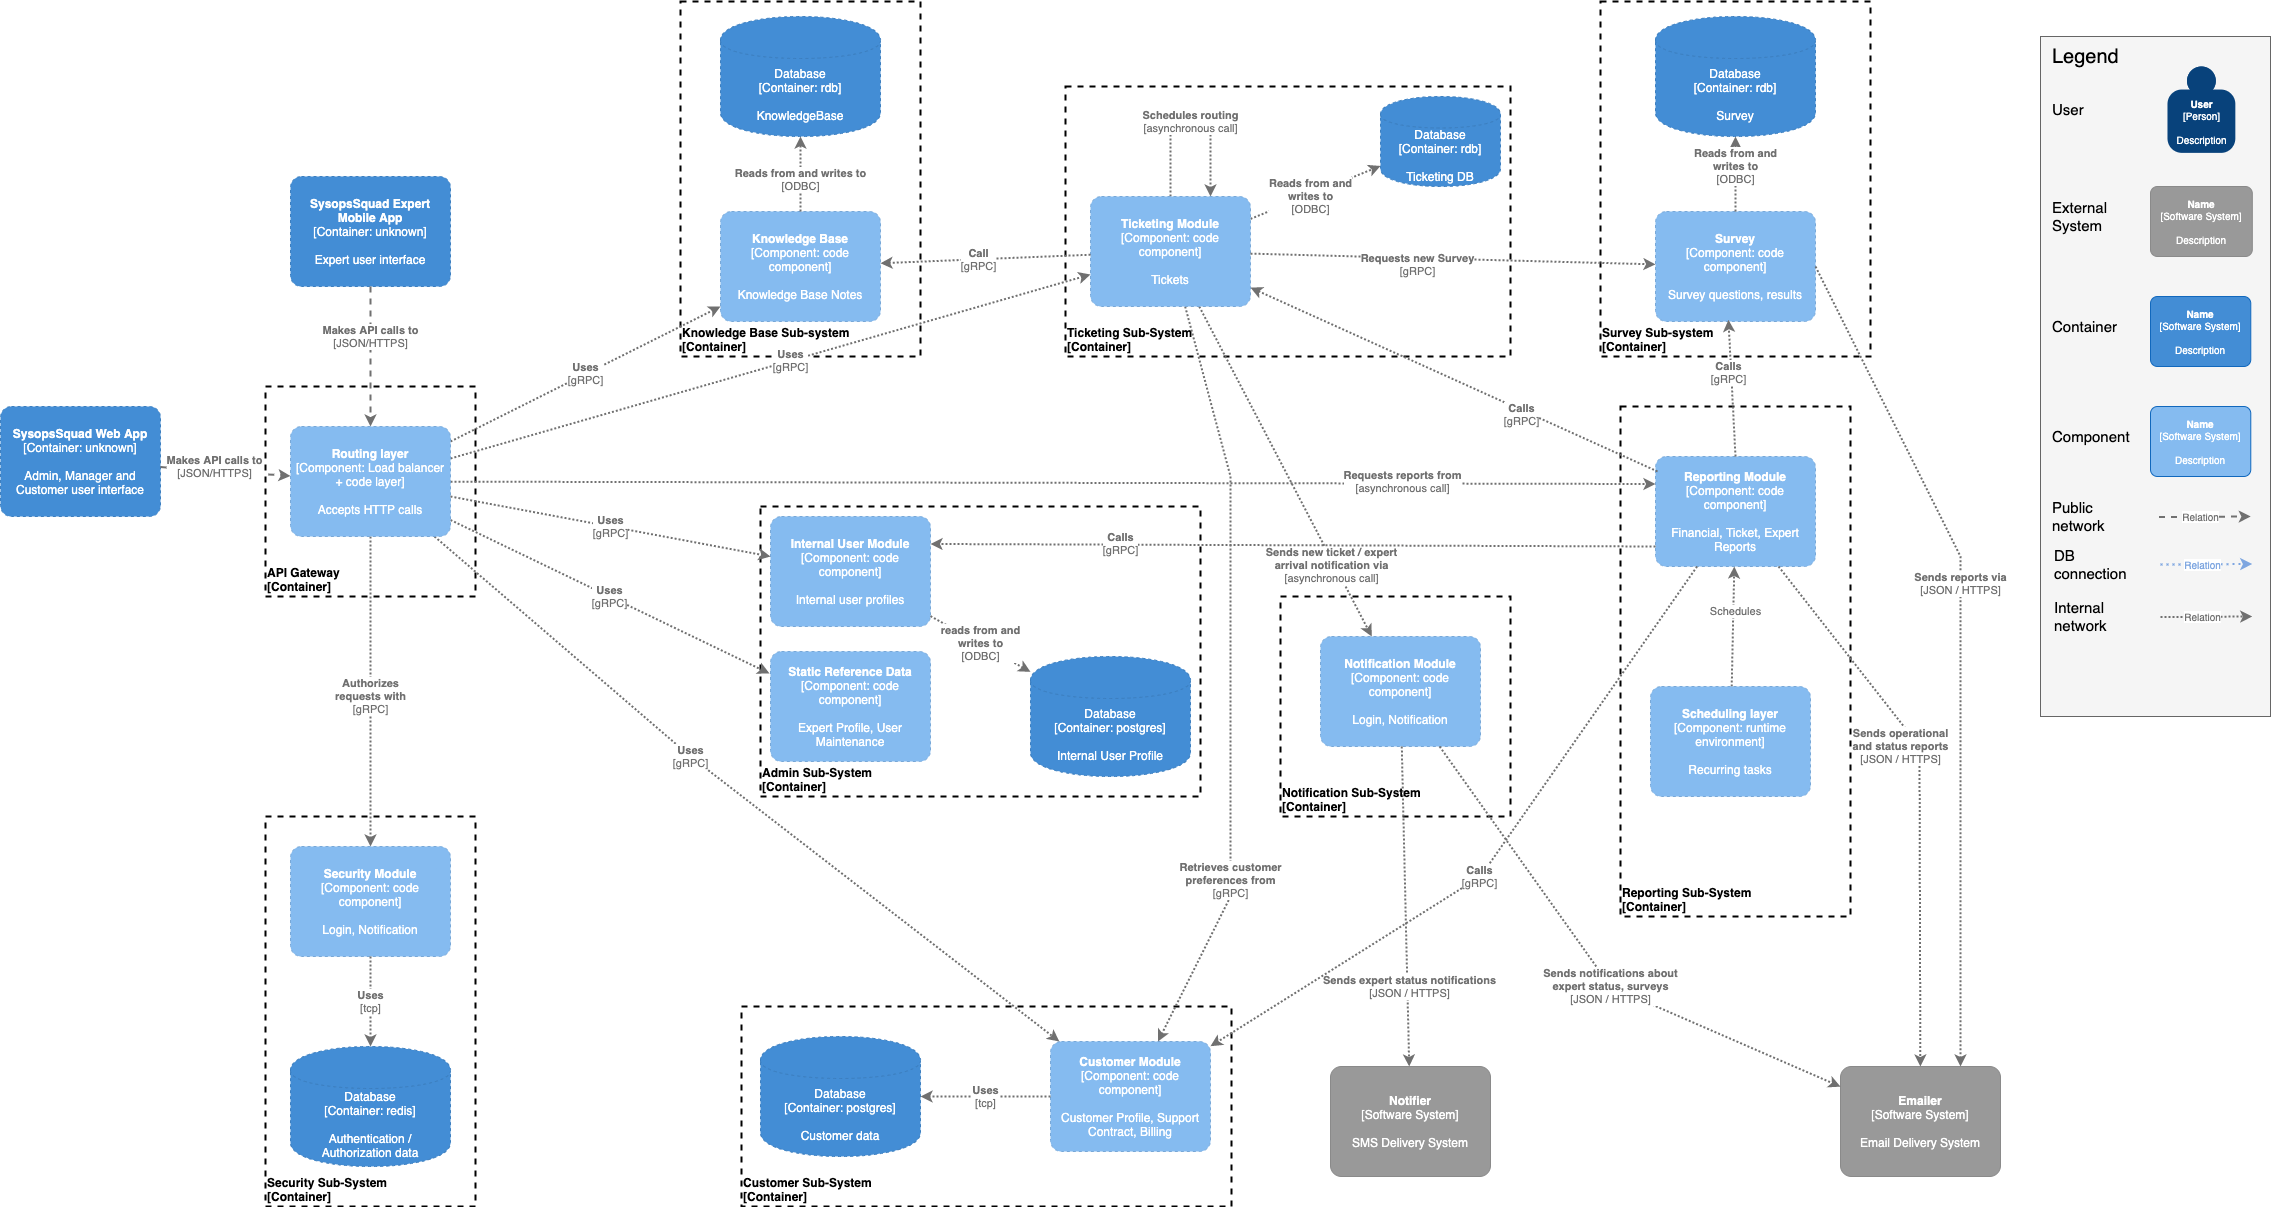 Database
[Container: rdb]
KnowledgeBase
Reads from and writes to
[ODBC]
Knowledge Base
[Component: code
component]
Knowledge Base Notes
Knowledge Base Sub-system
[Container]
Schedules routing
[asynchronous call]
Database
[Container: rdb]
Ticketing DB
Reads from and
writes to
[ODBC]
Ticketing Module
[Component: code
component]
Tickets
Ticketing Sub-System
[Container]
Call
[gRPC]
Requests new Survey
[gRPC]
Database
[Container: rdb]
Survey
Reads from and
writes to
[ODBC]
Survey
[Component: code
component]
Survey questions, results
Survey Sub-system
[Container]
Calls
[gRPC]
SysopsSquad Expert
Mobile App
[Container: unknown]
Expert user interface
Makes API calls to
[JSON/HTTPS]
SysopsSquad Web App
[Container: unknown]
Admin, Manager and
Customer user interface
Makes API calls to
[JSON/HTTPS]
Routing layer
[Component: Load balancer
+ code layer]
Accepts HTTP calls
API Gateway
[Container]
Uses
[gRPC]
Uses
[gRPC]
Calls
[gRPC]
Requests reports from
[asynchronous call]
Uses
[gRPC]
Uses
[gRPC]
Internal User Module
[Component: code
component]
Internal user profiles
reads from and
writes to
[ODBC]
Static Reference Data
[Component: code
component]
Expert Profile, User
Maintenance
Database
[Container: postgres]
Internal User Profile
Admin Sub-System
[Container]
Calls
[gRPC]
Sends new ticket / expert
arrival notification via
[asynchronous call]
Notification Module
[Component: code
component]
Login, Notification
Notification Sub-System
[Container]
Reporting Module
[Component: code
component]
Financial, Ticket, Expert
Reports
Schedules
Scheduling layer
[Component: runtime
environment]
Recurring tasks
Reporting Sub-System
[Container]
Sends reports via
[JSON / HTTPS]
Sends operational
and status reports
[JSON / HTTPS]
Authorizes
requests with
[gRPC]
Uses
[gRPC]
Security Module
[Component: code
component]
Login, Notification
Uses
[tcp]
Database
[Container: redis]
Authentication /
Authorization data
Security Sub-System
[Container]
Retrieves customer
preferences from
[gRPC]
Calls
[gRPC]
Sends expert status notifications
[JSON / HTTPS]
Sends notifications about
expert status, surveys
[JSON / HTTPS]
Database
[Container: postgres]
Customer data
Uses
[tcp]
Customer Module
[Component: code
component]
Customer Profile, Support
Contract, Billing
Customer Sub-System
[Container]
Notifier
[Software System]
SMS Delivery System
Emailer
[Software System]
Email Delivery System
Legend
User
User
[Person]
Description
External
System
Name
[Software System]
Description
Container
Name
[Software System]
Description
Component
Name
[Software System]
Description
Public
network
Relation
DB
connection
Relation
Internal
network
Relation